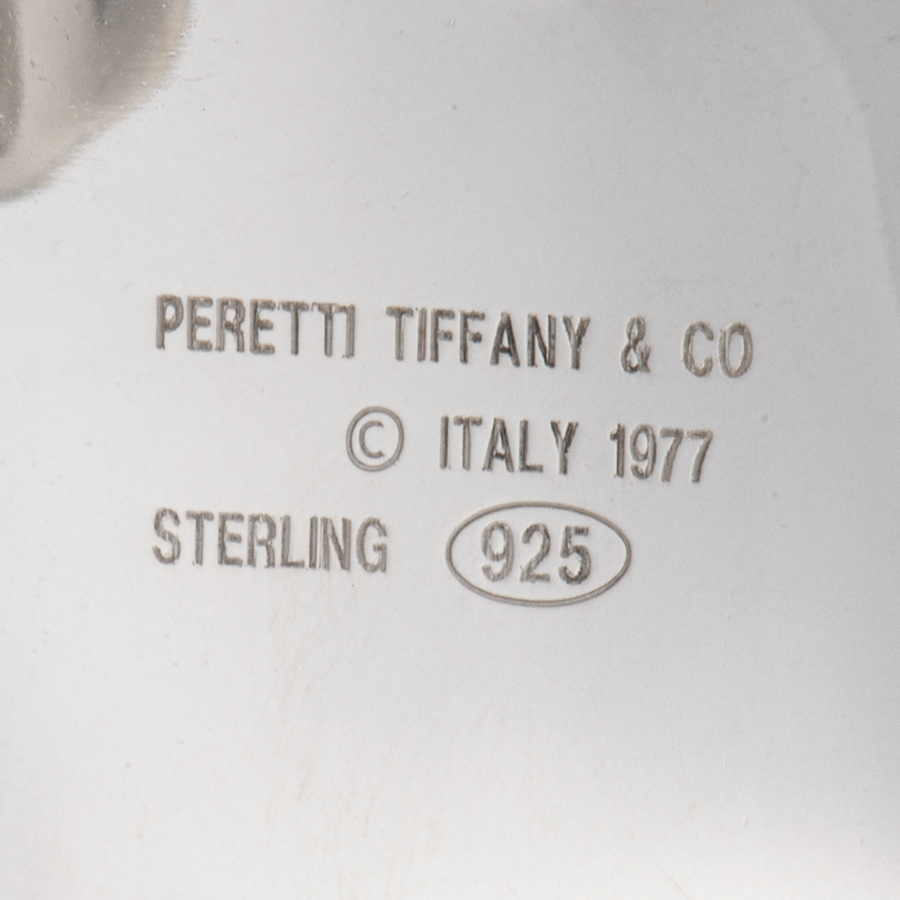 PERETTI TIFFANY & CO
© ITALY 1977
STERLING 925